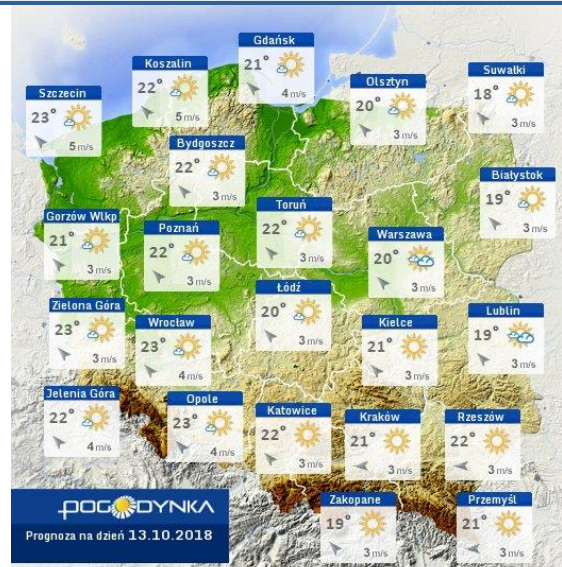 Gdańsk
21°
4 m/s
Koszalin
22°
5 m/s
Suwałki
18°
3 m/s
Olsztyn
20°
3 m/s
Szczecin
23°
5 m/s
Bydgoszcz
22°
3 m/s
Białystok
19°
3 m/s
Toruń
22°
3 m/s
Gorzów Wlkp
21°
3 m/s
Poznań
22°
3 m/s
Warszawa
20°
3 m/s
Łódź
20°
3 m/s
Zielona Góra
23°
3 m/s
Wrocław
23°
4 m/s
Kielce
21°
3 m/s
Lublin
19°
3 m/s
Jelenia Góra
22°
4 m/s
Opole
23°
4 m/s
Katowice
22°
3 m/s
Kraków
21°
3 m/s
Rzeszów
22°
3 m/s
Zakopane
19°
3 m/s
Przemyśl
21°
3 m/s
POGODYNKA
Prognoza na dzień 13.10.2018